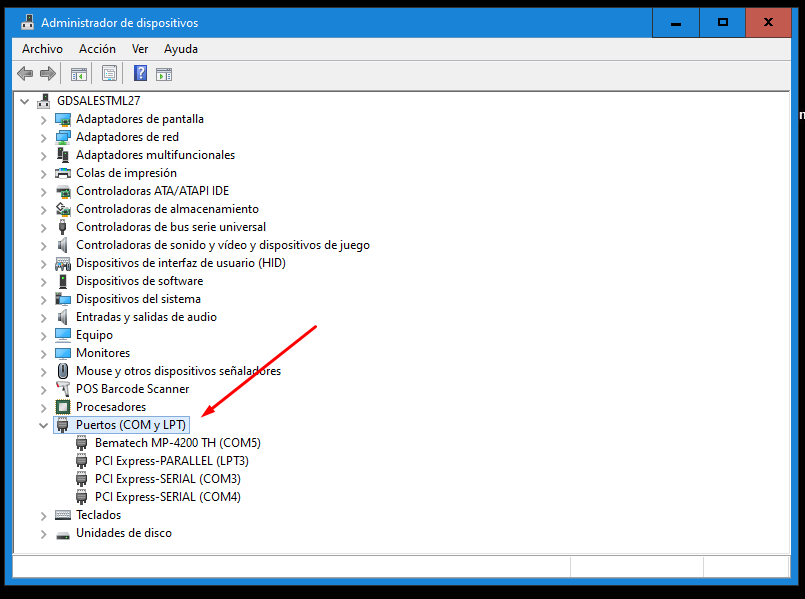 Administrador de dispositivos
Archivo Acción Ver Ayuda
GDSALESTML27
Adaptadores de pantalla
Adaptadores de red
Adaptadores multifuncionales
Colas de impresión
Controladoras ATA/ATAPI IDE
Controladoras de almacenamiento
Controladoras de bus serie universal
Controladoras de sonido y vídeo y dispositivos de juego
Dispositivos de interfaz de usuario (HID)
Dispositivos de software
Dispositivos del sistema
Entradas y salidas de audio
Equipo
Monitores
Mouse y otros dispositivos señaladores
POS Barcode Scanner
Procesadores
Puertos (COM y LPT)
Bematech MP-4200 TH (COM5)
PCI Express-PARALLEL (LPT3)
PCI Express-SERIAL (COM3)
PCI Express-SERIAL (COM4)
Teclados
Unidades de disco